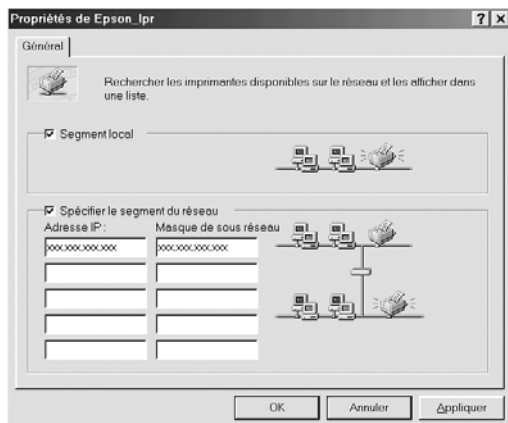 Propriétés de Epson_lpr
Général
Rechercher les imprimantes disponibles sur le réseau et les afficher dans
une liste.
Segment local
Spécifier le segment du réseau
Adresse IP : Masque de sous réseau
xxx.xxx.xxx.xxx xxx.xxx.xxx.xxx
OK Annuler Appliquer